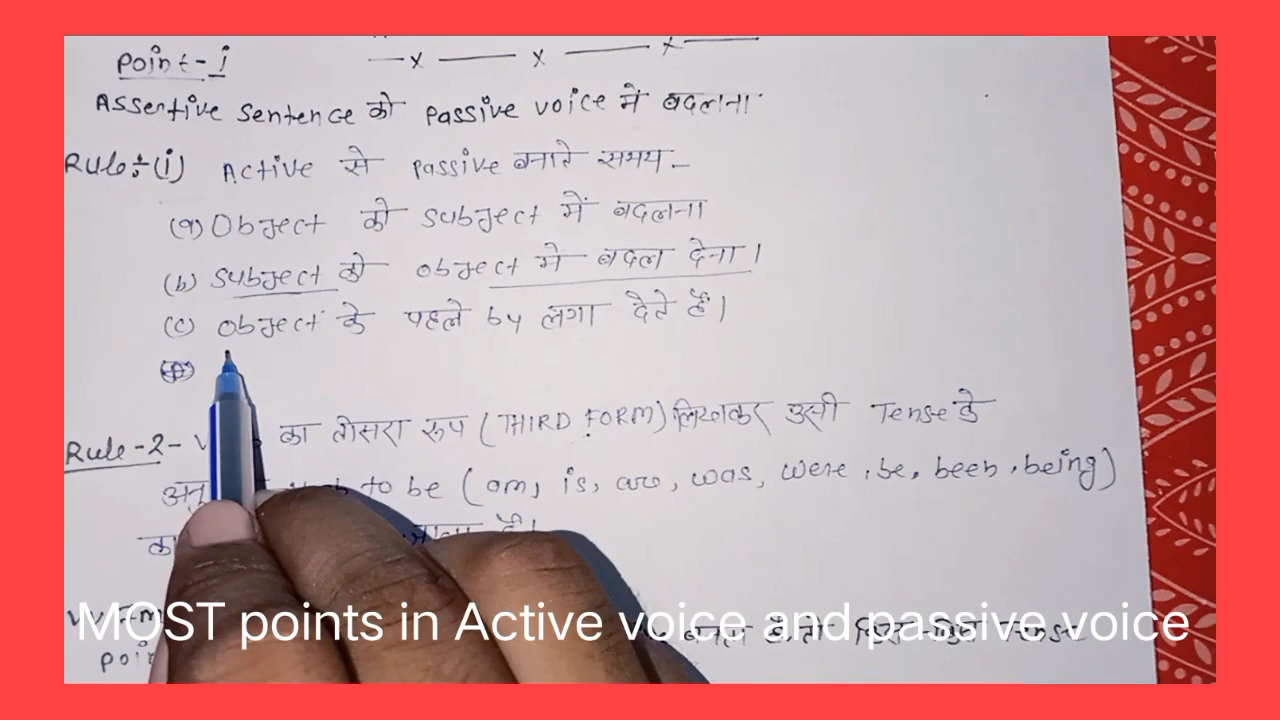 Point-1
—x —— x —— x ——
Assertive Sentence को Passive voice में बदलना
Rule:-(i) Active से Passive बनाते समय:-
(a) Object को subject में बदलना
(b) Subject को object मे बदल देना।
(c) object के पहले by लगा देते हैं।
Rule-2- का तीसरा रूप (THIRD FORM) लिखकर उसी Tense के
to be (am, is, are, was, were, be, been, being)
का है।
MOST points in Active voice and passive voice